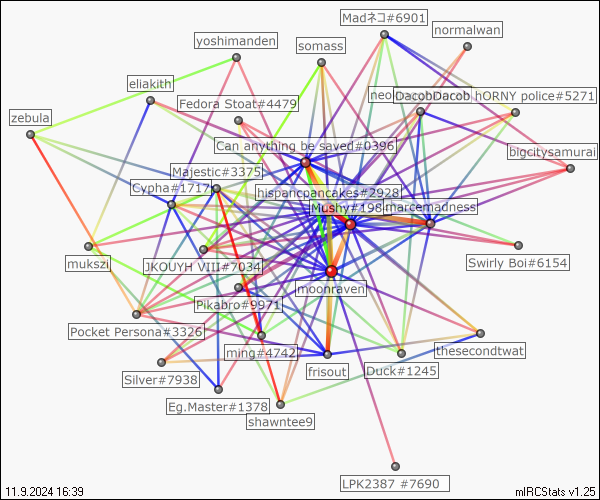 Madネコ#6901
normalwan
yoshimanden
somass
eliakith
Fedora Stoat#4479
DacobDacob
hORNY police#5271
zebula
Can anything be saved#0396
bigcitysamurai
Majestic#3375
Cypha#1717
hispancpancakes#2928
Mushy#198
marcemadness
mukszi
JKOUYH VIII#7034
Swirly Boi#6154
moonraven
Pikabro#9971
Pocket Persona#3326
ming#4742
thesecondtwat
Silver#7938
frisout
Duck#1245
Eg.Master#1378
shawntee9
LPK2387 #7690
11.9.2024 16:39
mIRCStats v1.25